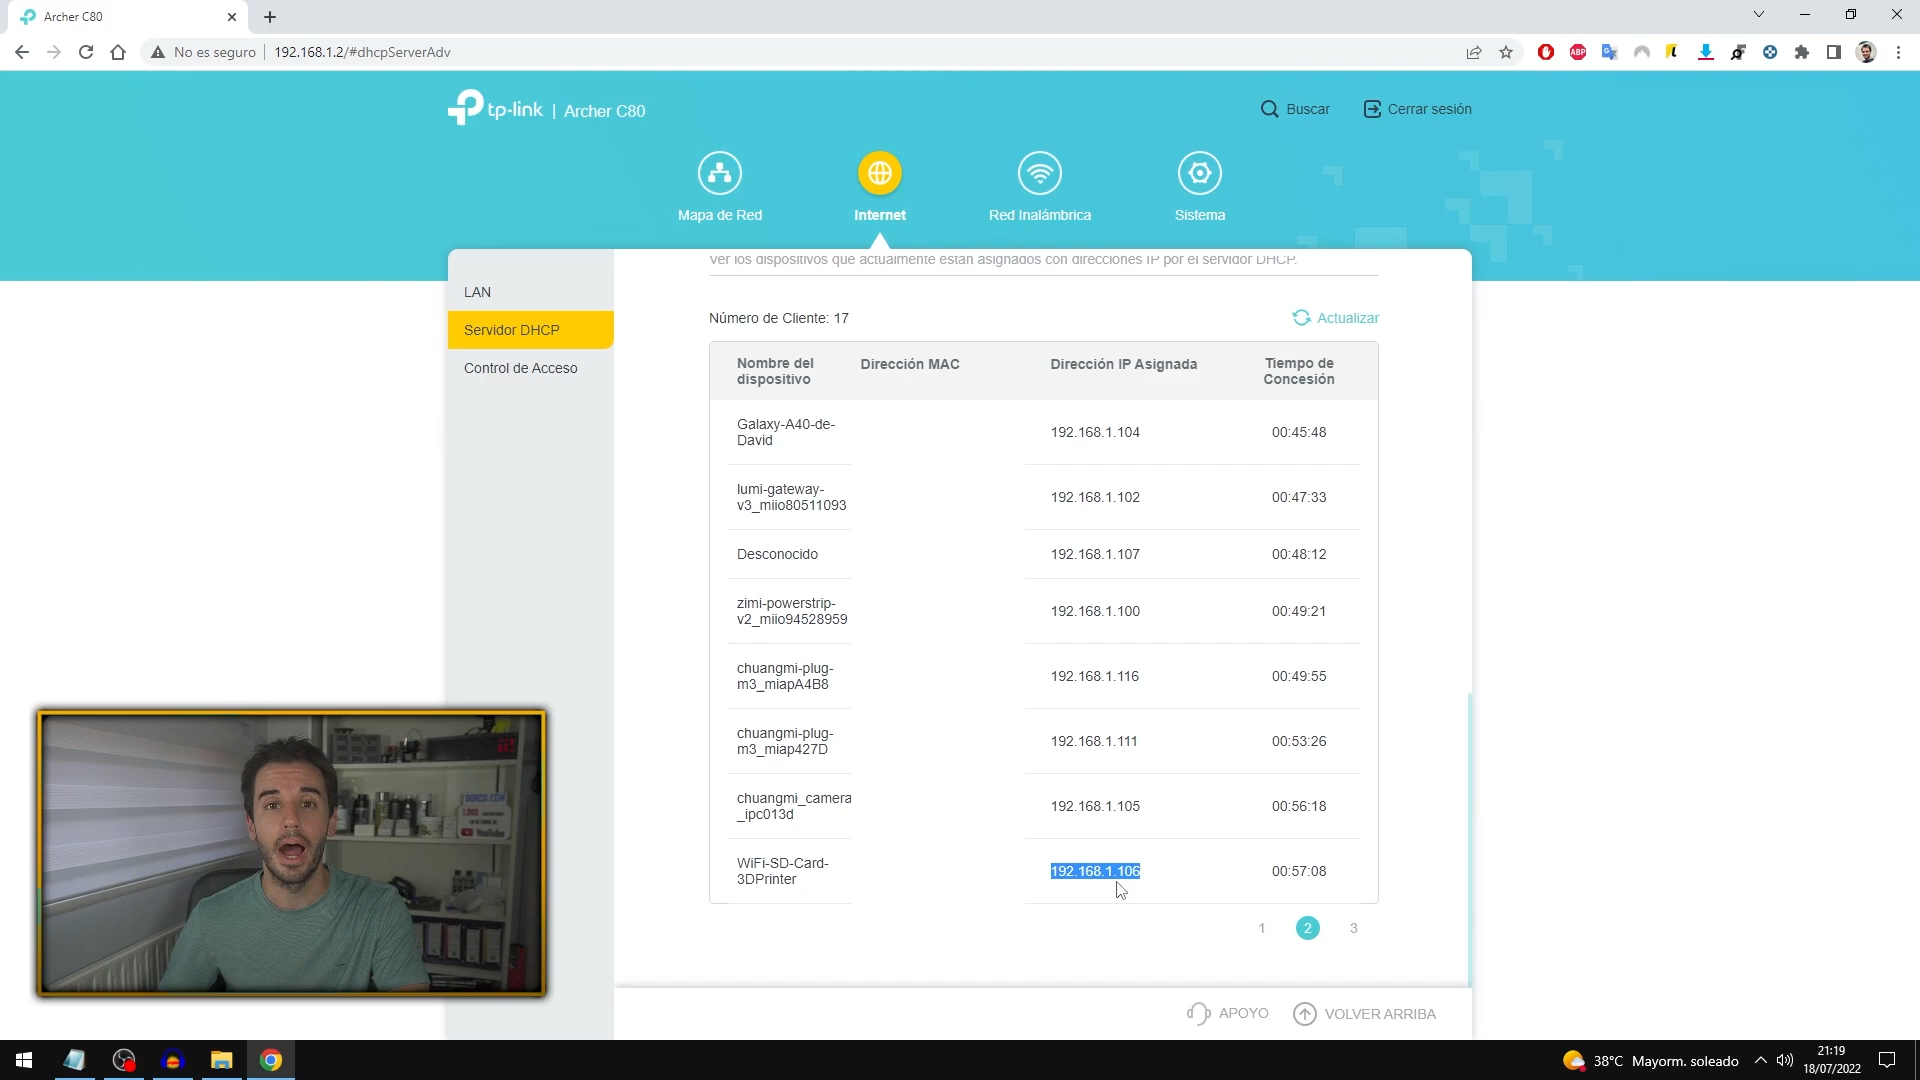 Archer C80
No es seguro
192.168.1.2/#dhcpServerAdv
ABP
tp-link | Archer C80
Buscar
Cerrar sesión
Mapa de Red
Internet
Red Inalámbrica
Sistema
LAN
Servidor DHCP
Control de Acceso
Ver los dispositivos que actualmente están asignados con direcciones IP por el servidor DHCP.
Número de Cliente: 17
Actualizar
Nombre del dispositivo
Dirección MAC
Dirección IP Asignada
Tiempo de Concesión
Galaxy-A40-de-
David
192.168.1.104
00:45:48
lumi-gateway-
v3_miio80511093
192.168.1.102
00:47:33
Desconocido
192.168.1.107
00:48:12
zimi-powerstrip-
v2_miio94528959
192.168.1.100
00:49:21
chuangmi-plug-
m3_miapA4B8
192.168.1.116
00:49:55
chuangmi-plug-
m3_miap427D
192.168.1.111
00:53:26
chuangmi_camera
_ipc013d
192.168.1.105
00:56:18
WiFi-SD-Card-
3DPrinter
192.168.1.106
00:57:08
1
2
3
APOYO
VOLVER ARRIBA
YouTube
38°C Mayorm. soleado
21:19
18/07/2022